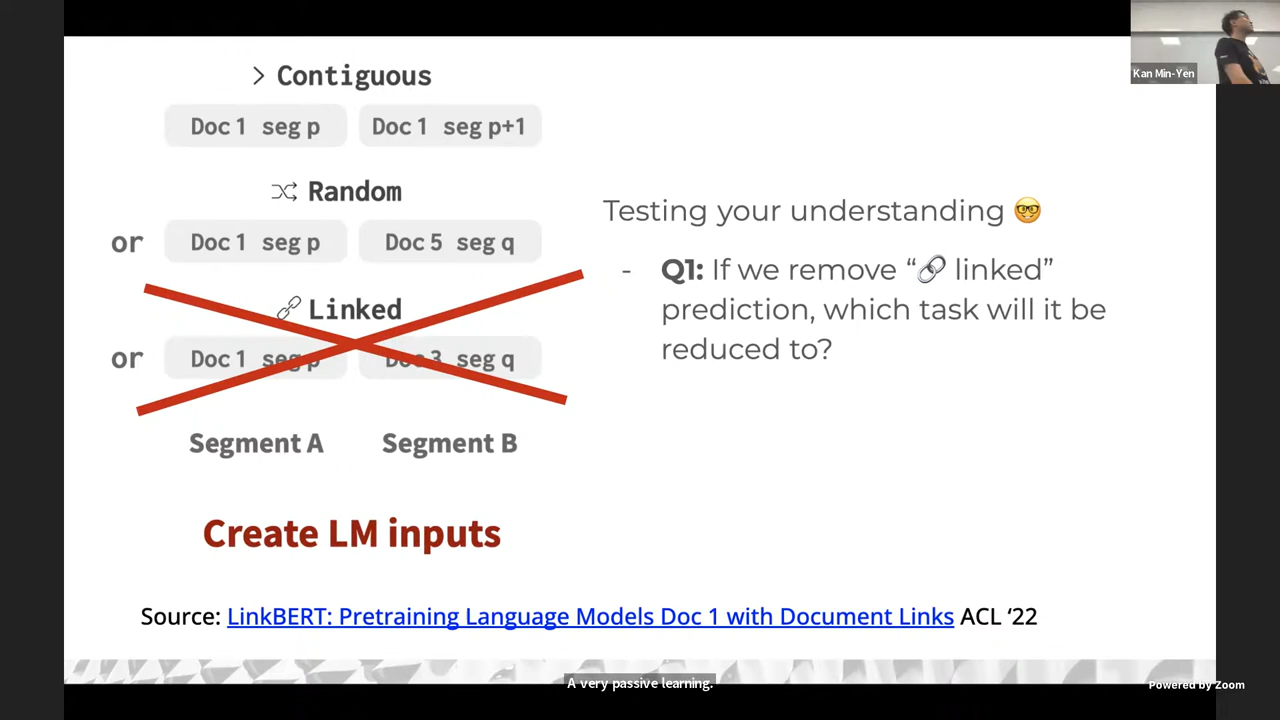 > Contiguous
Doc 1 seg p Doc 1 seg p+1
Random
or Doc 1 seg p Doc 5 seg q
Linked
or Doc 1 seg p Doc 3 seg q
Segment A Segment B
Create LM inputs
Testing your understanding 🤓
- Q1: If we remove “🔗 linked”
prediction, which task will it be
reduced to?
Source: LinkBERT: Pretraining Language Models Doc 1 with Document Links ACL ‘22
Kan Min-Yen
A very passive learning.
Powered by Zoom